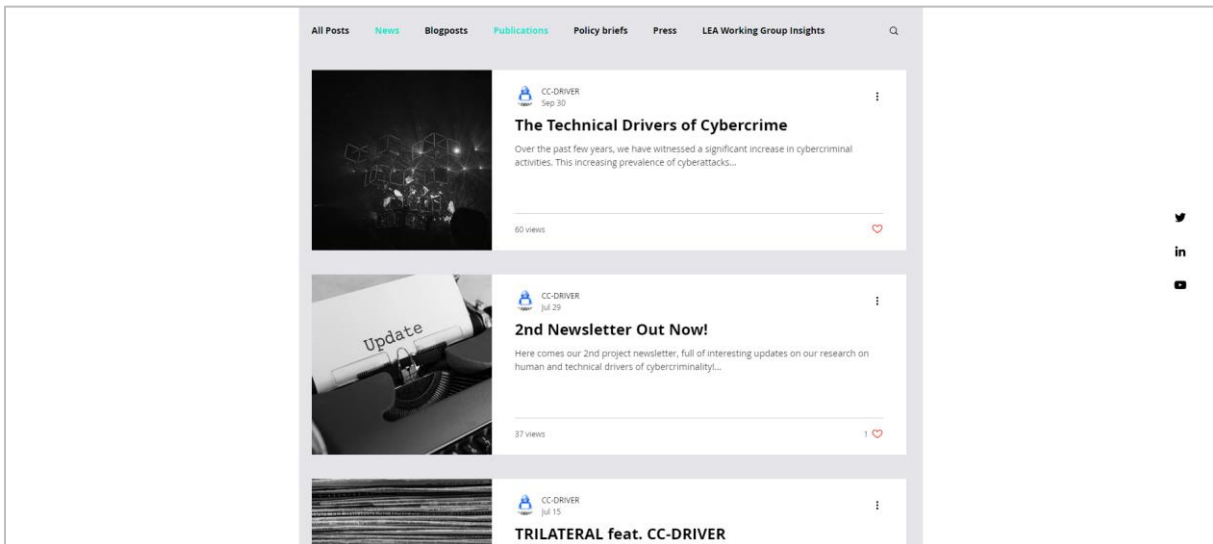 All Posts News Blogposts Publications Policy briefs Press LEA Working Group Insights
CC-DRIVER
Sep 30
The Technical Drivers of Cybercrime
Over the past few years, we have witnessed a significant increase in cybercriminal
activities. This increasing prevalence of cyberattacks...
60 views
Update
CC-DRIVER
Jul 29
2nd Newsletter Out Now!
Here comes our 2nd project newsletter, full of interesting updates on our research on
human and technical drivers of cybercriminality!...
37 views
1
CC-DRIVER
Jul 15
TRILATERAL feat. CC-DRIVER
in